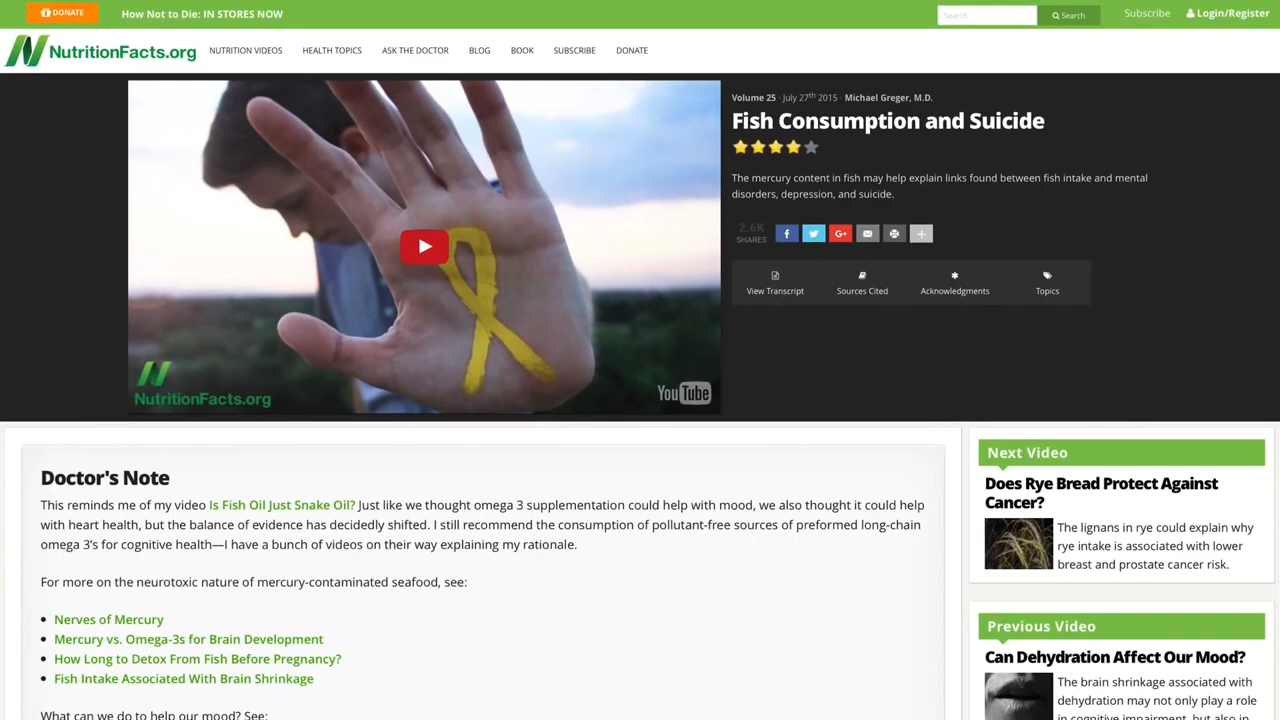 DONATE
How Not to Die: IN STORES NOW
Search
Search
Subscribe
Login/Register
NutritionFacts.org
NUTRITION VIDEOS
HEALTH TOPICS
ASK THE DOCTOR
BLOG
BOOK
SUBSCRIBE
DONATE
NutritionFacts.org
YouTube
Volume 25 · July 27th 2015 · Michael Greger, M.D.
Fish Consumption and Suicide
The mercury content in fish may help explain links found between fish intake and mental
disorders, depression, and suicide.
2.6K
SHARES
View Transcript
Sources Cited
Acknowledgments
Topics
Doctor's Note
This reminds me of my video Is Fish Oil Just Snake Oil? Just like we thought omega 3 supplementation could help with mood, we also thought it could help
with heart health, but the balance of evidence has decidedly shifted. I still recommend the consumption of pollutant-free sources of preformed long-chain
omega 3's for cognitive health—I have a bunch of videos on their way explaining my rationale.
For more on the neurotoxic nature of mercury-contaminated seafood, see:
Nerves of Mercury
Mercury vs. Omega-3s for Brain Development
How Long to Detox From Fish Before Pregnancy?
Fish Intake Associated With Brain Shrinkage
What can we do to help our mood? See:
Next Video
Does Rye Bread Protect Against
Cancer?
The lignans in rye could explain why
rye intake is associated with lower
breast and prostate cancer risk.
Previous Video
Can Dehydration Affect Our Mood?
The brain shrinkage associated with
dehydration may not only play a role
in cognitive impairment, but also in